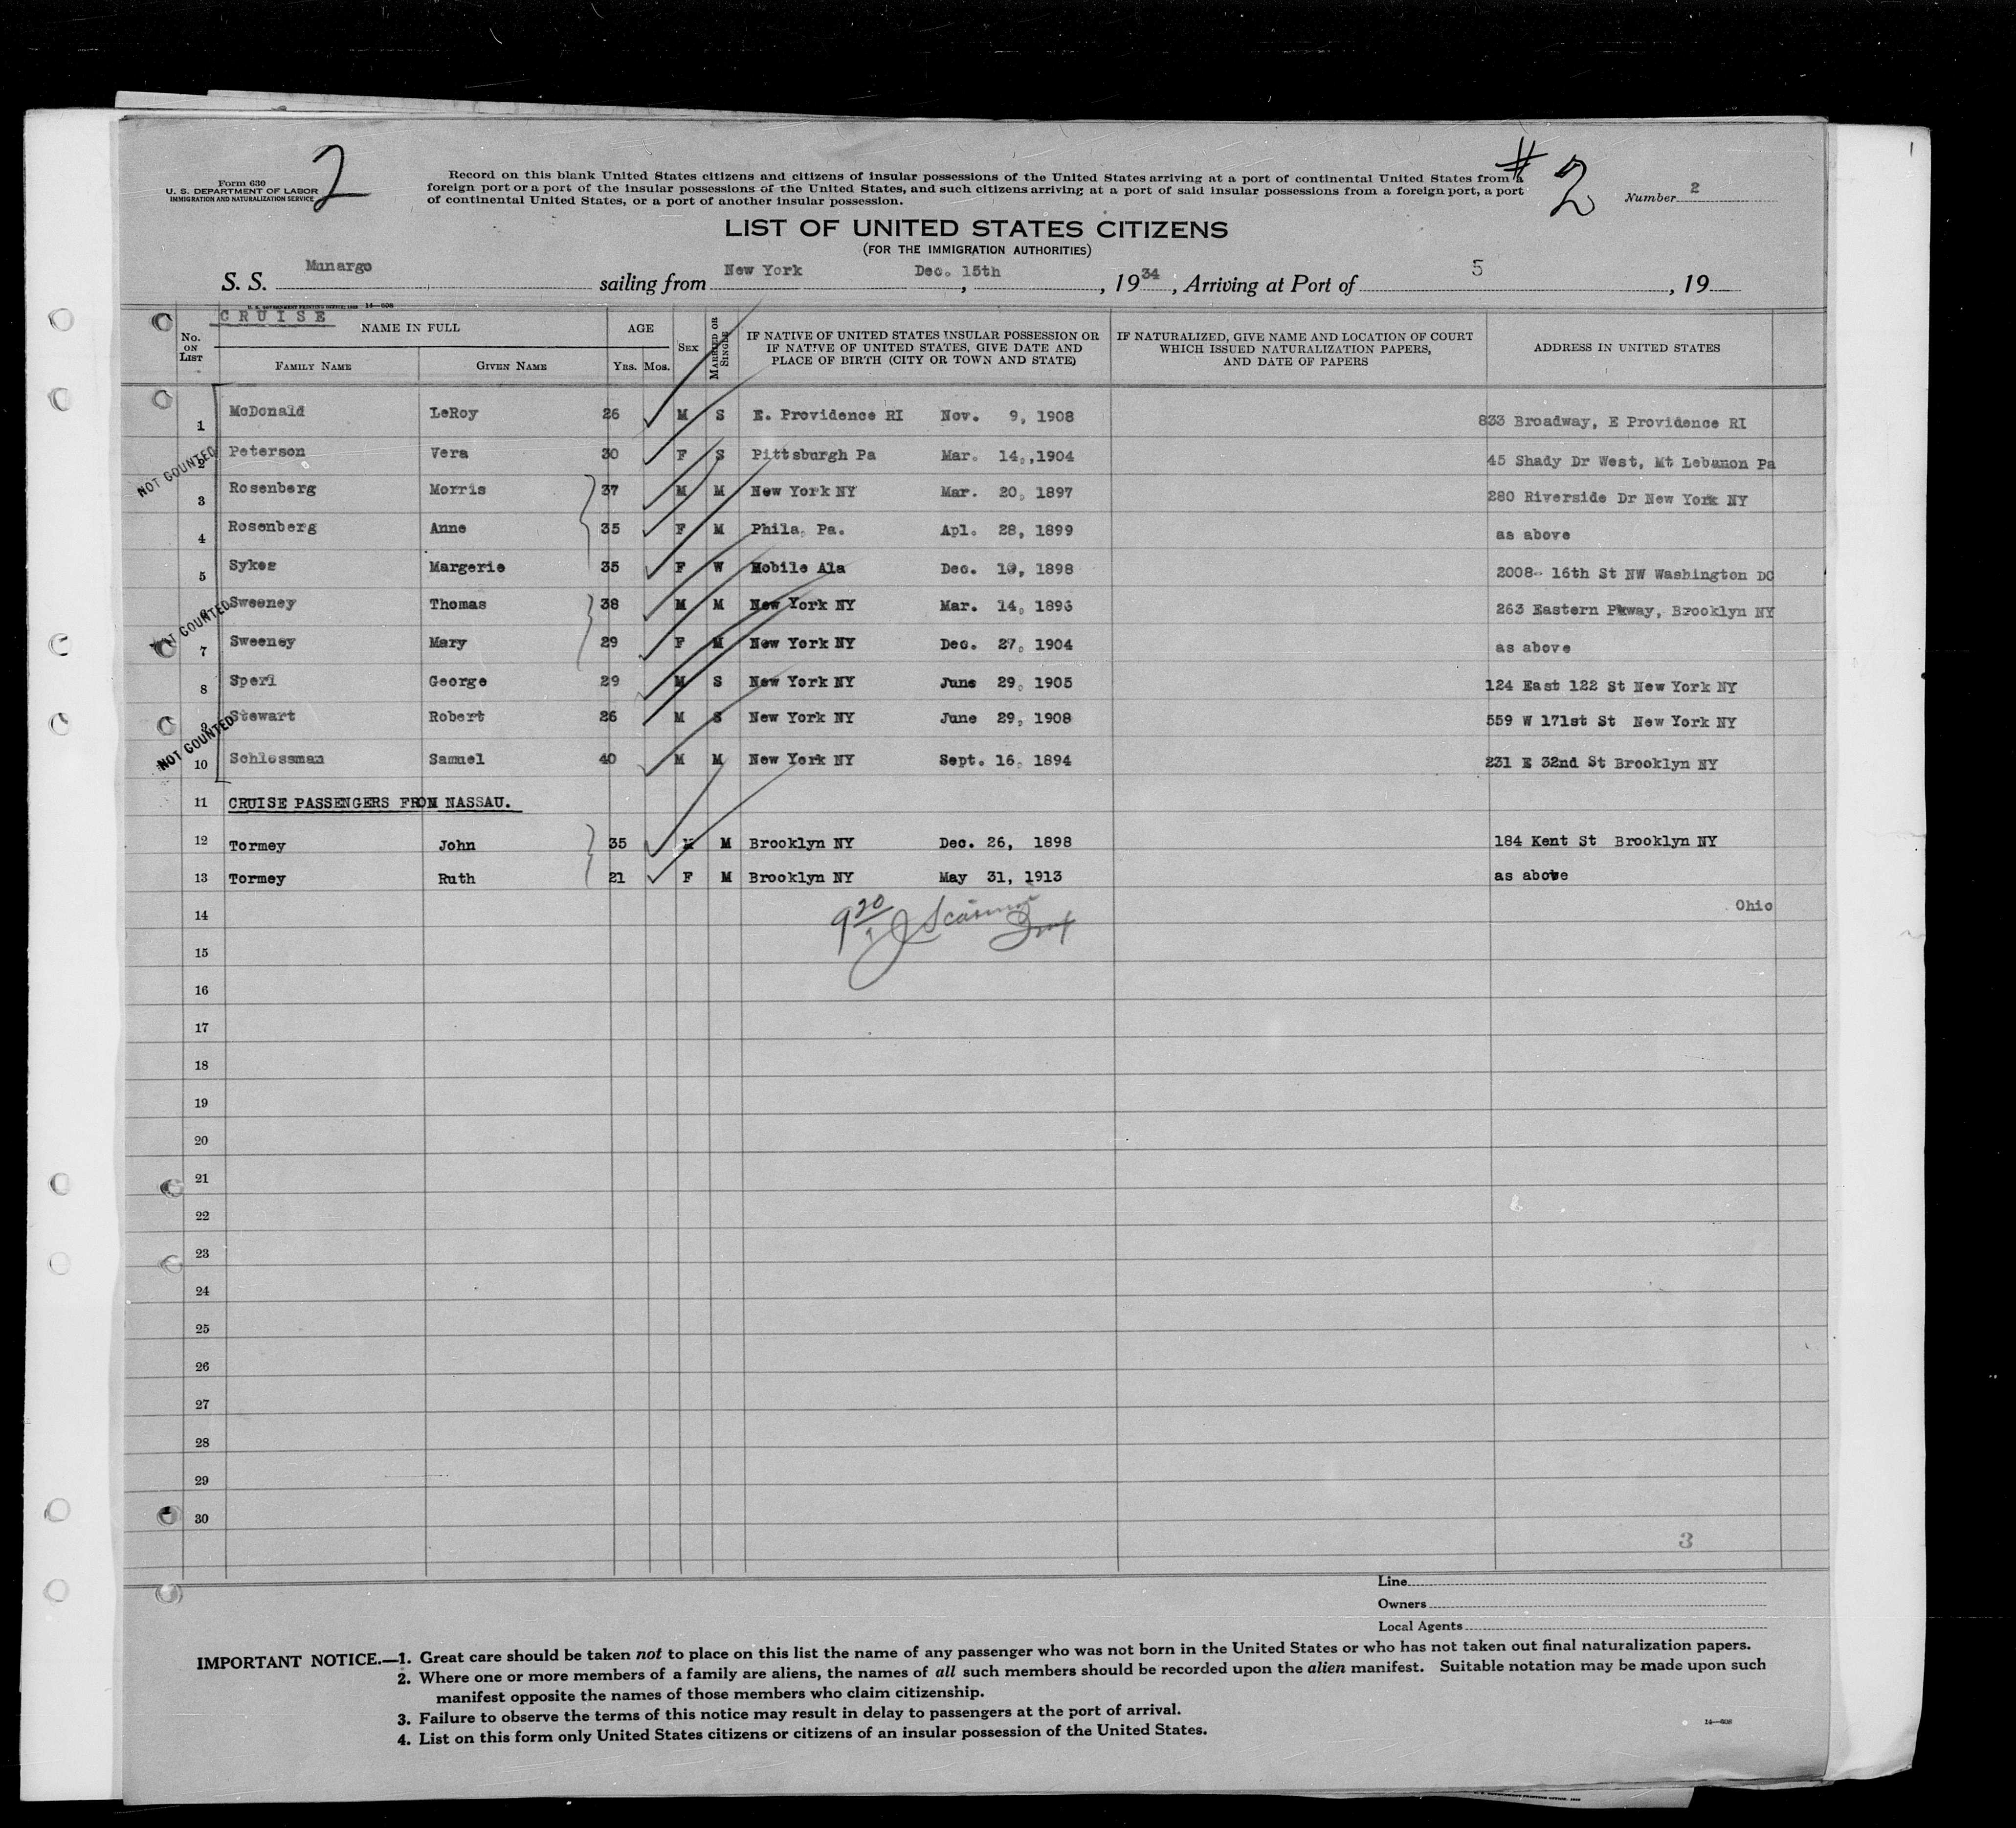 2
# 2
Form 630
U. S. DEPARTMENT OF LABOR
IMMIGRATION AND NATURALIZATION SERVICE
Record on this blank United States citizens and citizens of insular possessions of the United States arriving at a port of continental United States from a
foreign port or a port of the insular possessions of the United States, and such citizens arriving at a port of said insular possessions from a foreign port, a port
of continental United States, or a port of another insular possession.
Number 2
LIST OF UNITED STATES CITIZENS
(FOR THE IMMIGRATION AUTHORITIES)
S. S. Munargo sailing from New York, Dec. 15th, 1934, Arriving at Port of 5, 19
U. S. GOVERNMENT PRINTING OFFICE: 14—608
CRUISE
No. ON LIST NAME IN FULL AGE SEX MARRIED OR SINGLE IF NATIVE OF UNITED STATES INSULAR POSSESSION OR IF NATIVE OF UNITED STATES, GIVE DATE AND PLACE OF BIRTH (CITY OR TOWN AND STATE) IF NATURALIZED, GIVE NAME AND LOCATION OF COURT WHICH ISSUED NATURALIZATION PAPERS, AND DATE OF PAPERS ADDRESS IN UNITED STATES
FAMILY NAME GIVEN NAME YRS. MOS.
1 McDonald LeRoy 26 M S E. Providence RI Nov. 9, 1908 833 Broadway, E Providence RI
NOT COUNTED
2 Peterson Vera 30 F S Pittsburgh Pa Mar. 14,,1904 45 Shady Dr West, Mt Lebanon Pa
3 Rosenberg Morris 37 M M New York NY Mar. 20, 1897 280 Riverside Dr New York NY
4 Rosenberg Anne 35 F M Phila. Pa. Apl. 28, 1899 as above
5 Sykes Margerie 35 F W Mobile Ala Dec. 10, 1898 2008- 16th St NW Washington DC
NOT COUNTED
6 Sweeney Thomas 38 M M New York NY Mar. 14, 1896 263 Eastern Pkway, Brooklyn NY
7 Sweeney Mary 29 F M New York NY Dec. 27, 1904 as above
8 Sperl George 29 M S New York NY June 29, 1905 124 East 122 St New York NY
9 Stewart Robert 26 M S New York NY June 29, 1908 559 W 171st St New York NY
NOT COUNTED
10 Schlessman Samuel 40 M M New York NY Sept. 16, 1894 231 E 32nd St Brooklyn NY
11 CRUISE PASSENGERS FROM NASSAU.
12 Tormey John 35 M M Brooklyn NY Dec. 26, 1898 184 Kent St Brooklyn NY
13 Tormey Ruth 21 F M Brooklyn NY May 31, 1913 as above
14 Ohio
920
15
16
17
18
19
20
21
22
23
24
25
26
27
28
29
30
3
Line
Owners
Local Agents
IMPORTANT NOTICE.—1. Great care should be taken not to place on this list the name of any passenger who was not born in the United States or who has not taken out final naturalization papers.
2. Where one or more members of a family are aliens, the names of all such members should be recorded upon the alien manifest. Suitable notation may be made upon such
manifest opposite the names of those members who claim citizenship.
3. Failure to observe the terms of this notice may result in delay to passengers at the port of arrival.
4. List on this form only United States citizens or citizens of an insular possession of the United States.
14—608